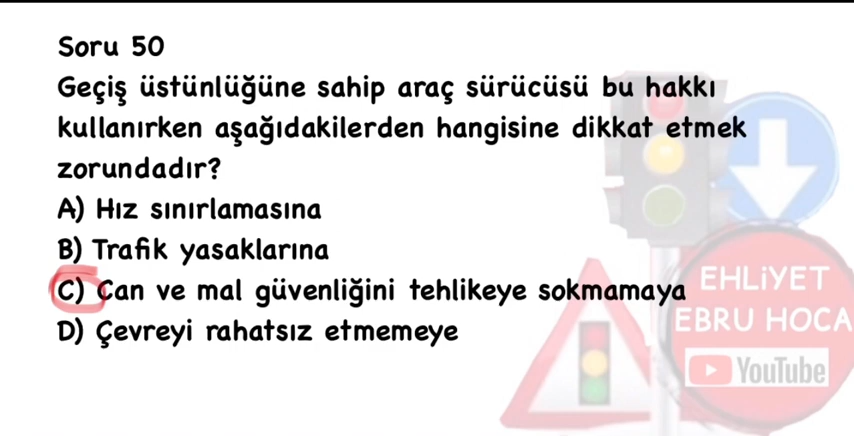 Soru 50
Geçiş üstünlüğüne sahip araç sürücüsü bu hakkı
kullanırken aşağıdakilerden hangisine dikkat etmek
zorundadır?
A) Hız sınırlamasına
B) Trafik yasaklarına
C) Can ve mal güvenliğini tehlikeye sokmamaya
D) Çevreyi rahatsız etmemeye
EHLİYET
EBRU HOCA
YouTube